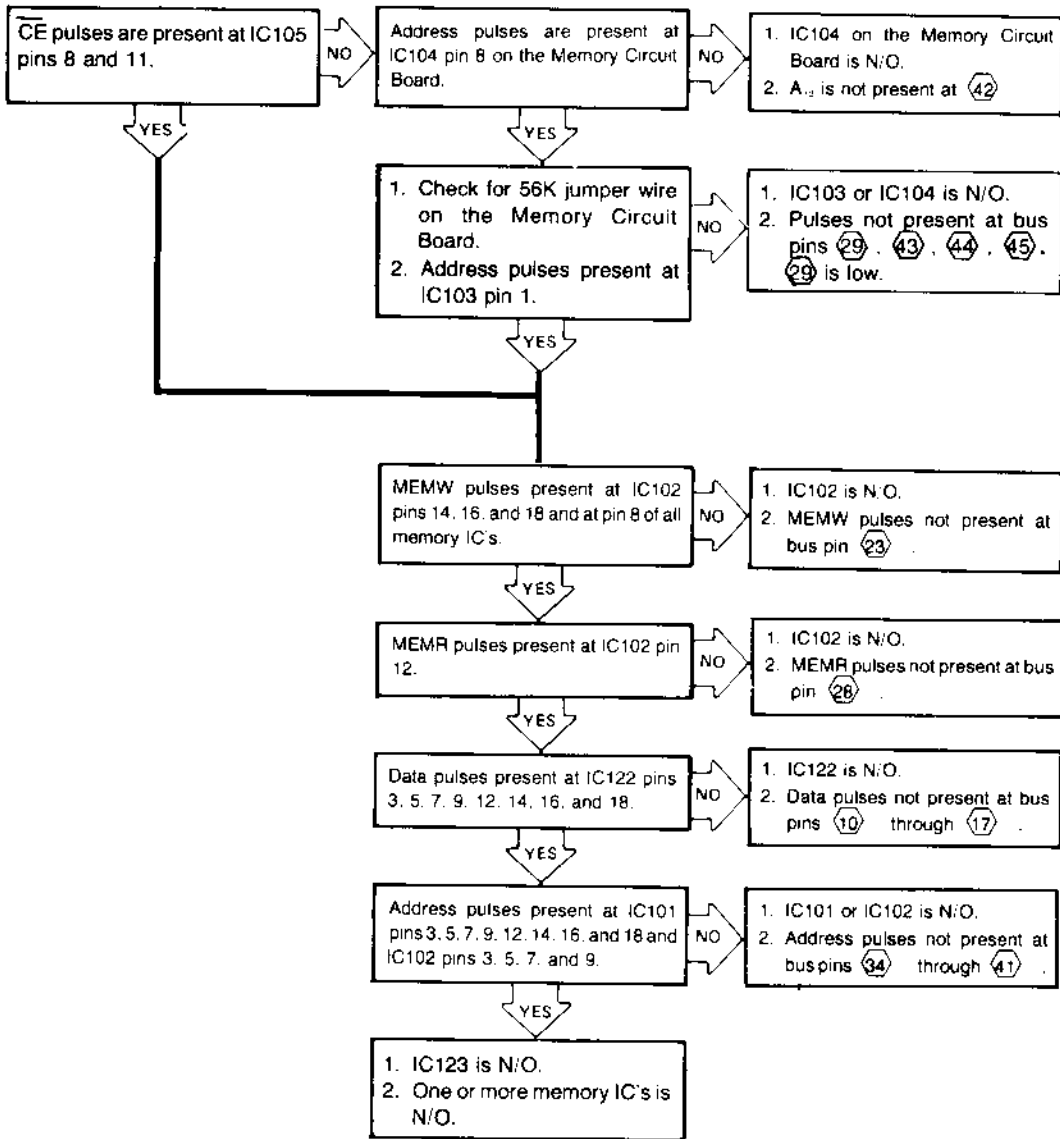 CE pulses are present at IC105
pins 8 and 11.
NO
YES
Address pulses are present at
IC104 pin 8 on the Memory Circuit
Board.
NO
YES
1. IC104 on the Memory Circuit
Board is N/O.
2. A₁₂ is not present at 42
1. Check for 56K jumper wire
on the Memory Circuit
Board.
2. Address pulses present at
IC103 pin 1.
NO
YES
1. IC103 or IC104 is N/O.
2. Pulses not present at bus
pins 29 , 43 , 44 , 45 .
29 is low.
MEMW pulses present at IC102
pins 14, 16, and 18 and at pin 8 of all
memory IC's.
NO
YES
1. IC102 is N/O.
2. MEMW pulses not present at
bus pin 23 .
MEMR pulses present at IC102 pin
12.
NO
YES
1. IC102 is N/O.
2. MEMR pulses not present at bus
pin 28 .
Data pulses present at IC122 pins
3, 5, 7, 9, 12, 14, 16, and 18.
NO
YES
1. IC122 is N/O.
2. Data pulses not present at bus
pins 10 through 17 .
Address pulses present at IC101
pins 3, 5, 7, 9, 12, 14, 16, and 18 and
IC102 pins 3, 5, 7, and 9.
NO
YES
1. IC101 or IC102 is N/O.
2. Address pulses not present at
bus pins 34 through 41 .
1. IC123 is N/O.
2. One or more memory IC's is
N/O.